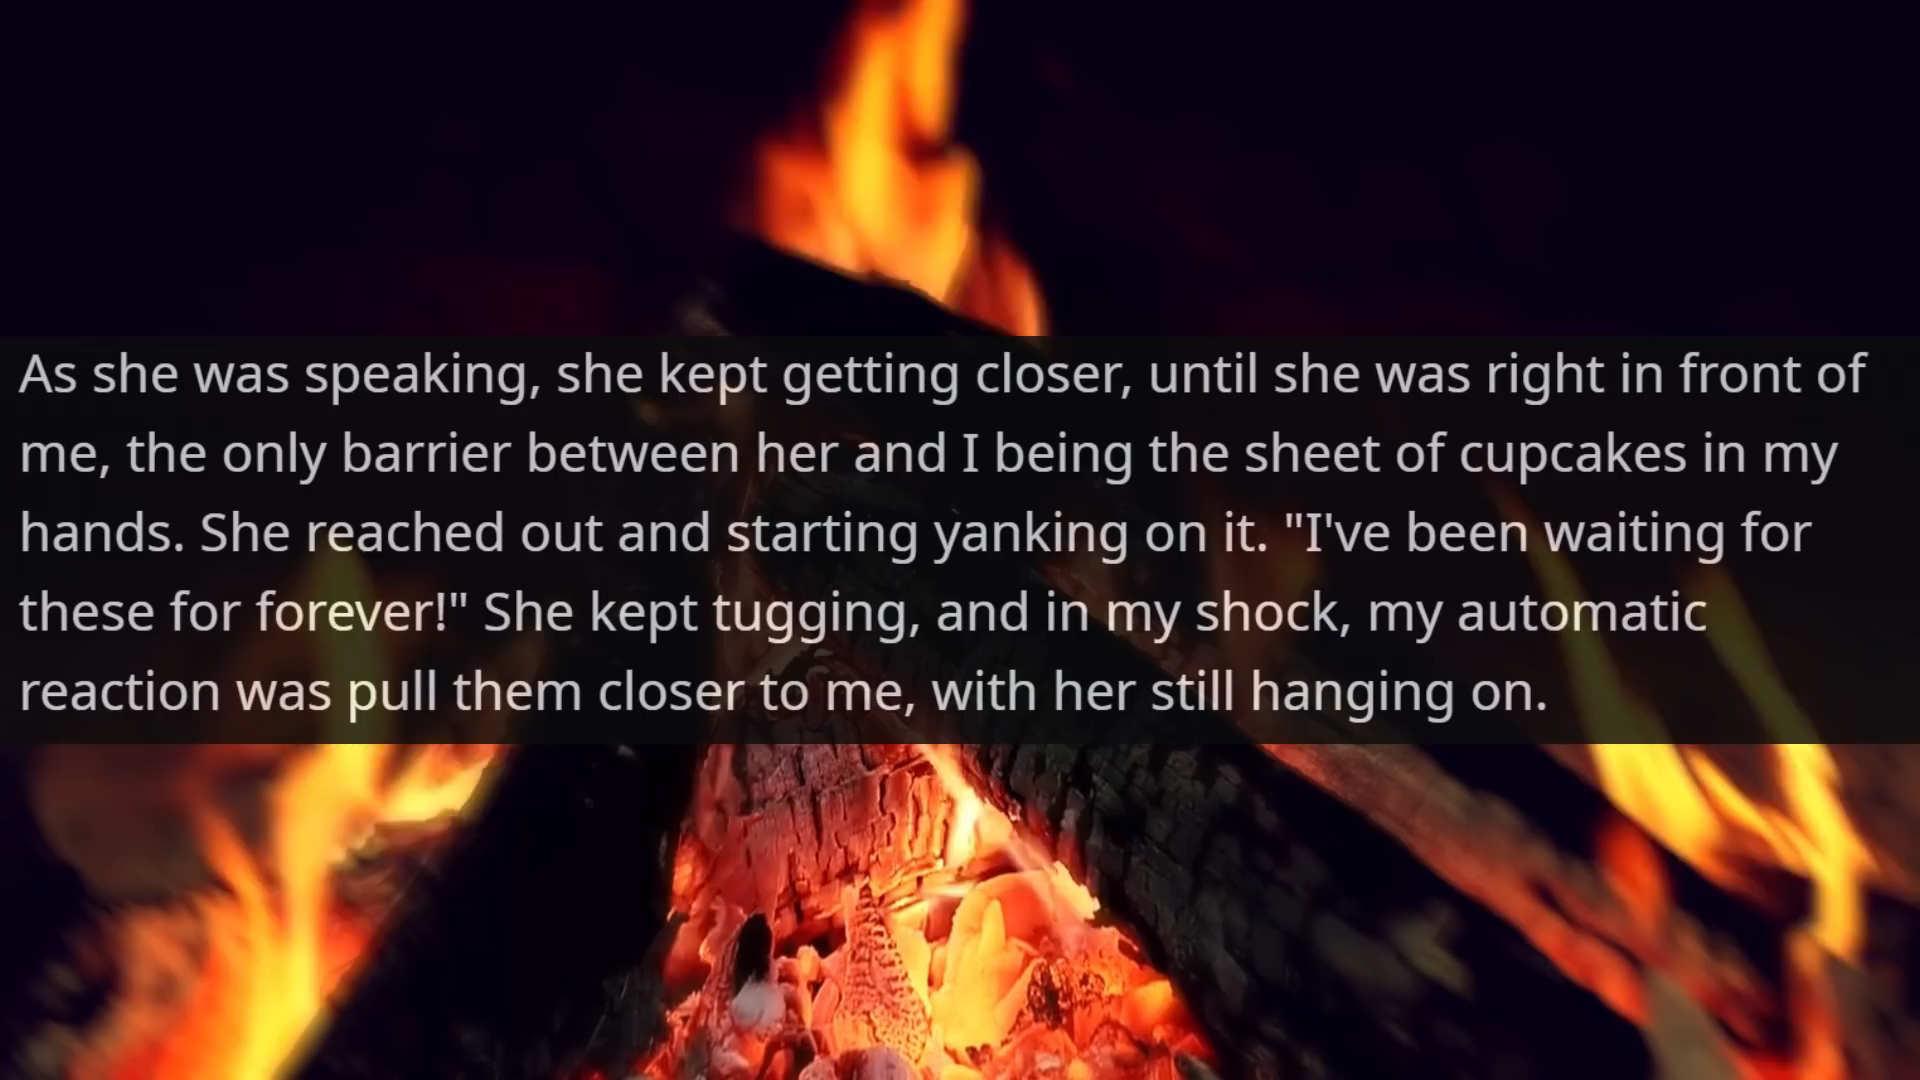 As she was speaking, she kept getting closer, until she was right in front of
me, the only barrier between her and I being the sheet of cupcakes in my
hands. She reached out and starting yanking on it. "I've been waiting for
these for forever!" She kept tugging, and in my shock, my automatic
reaction was pull them closer to me, with her still hanging on.